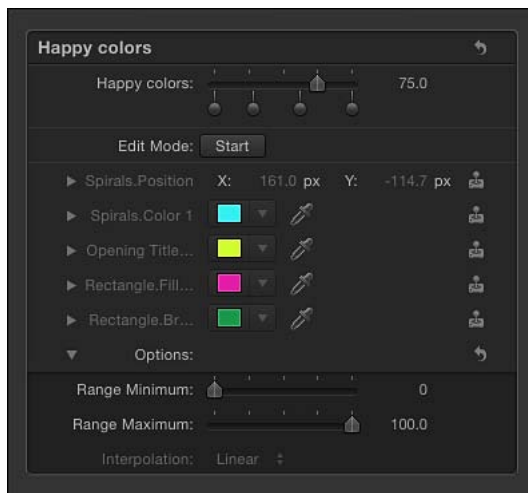 Happy colors
Happy colors: 75.0
Edit Mode: Start
Spirals.Position X: 161.0 px Y: -114.7 px
Spirals.Color 1
Opening Title...
Rectangle.Fill...
Rectangle.Br...
Options:
Range Minimum: 0
Range Maximum: 100.0
Interpolation: Linear